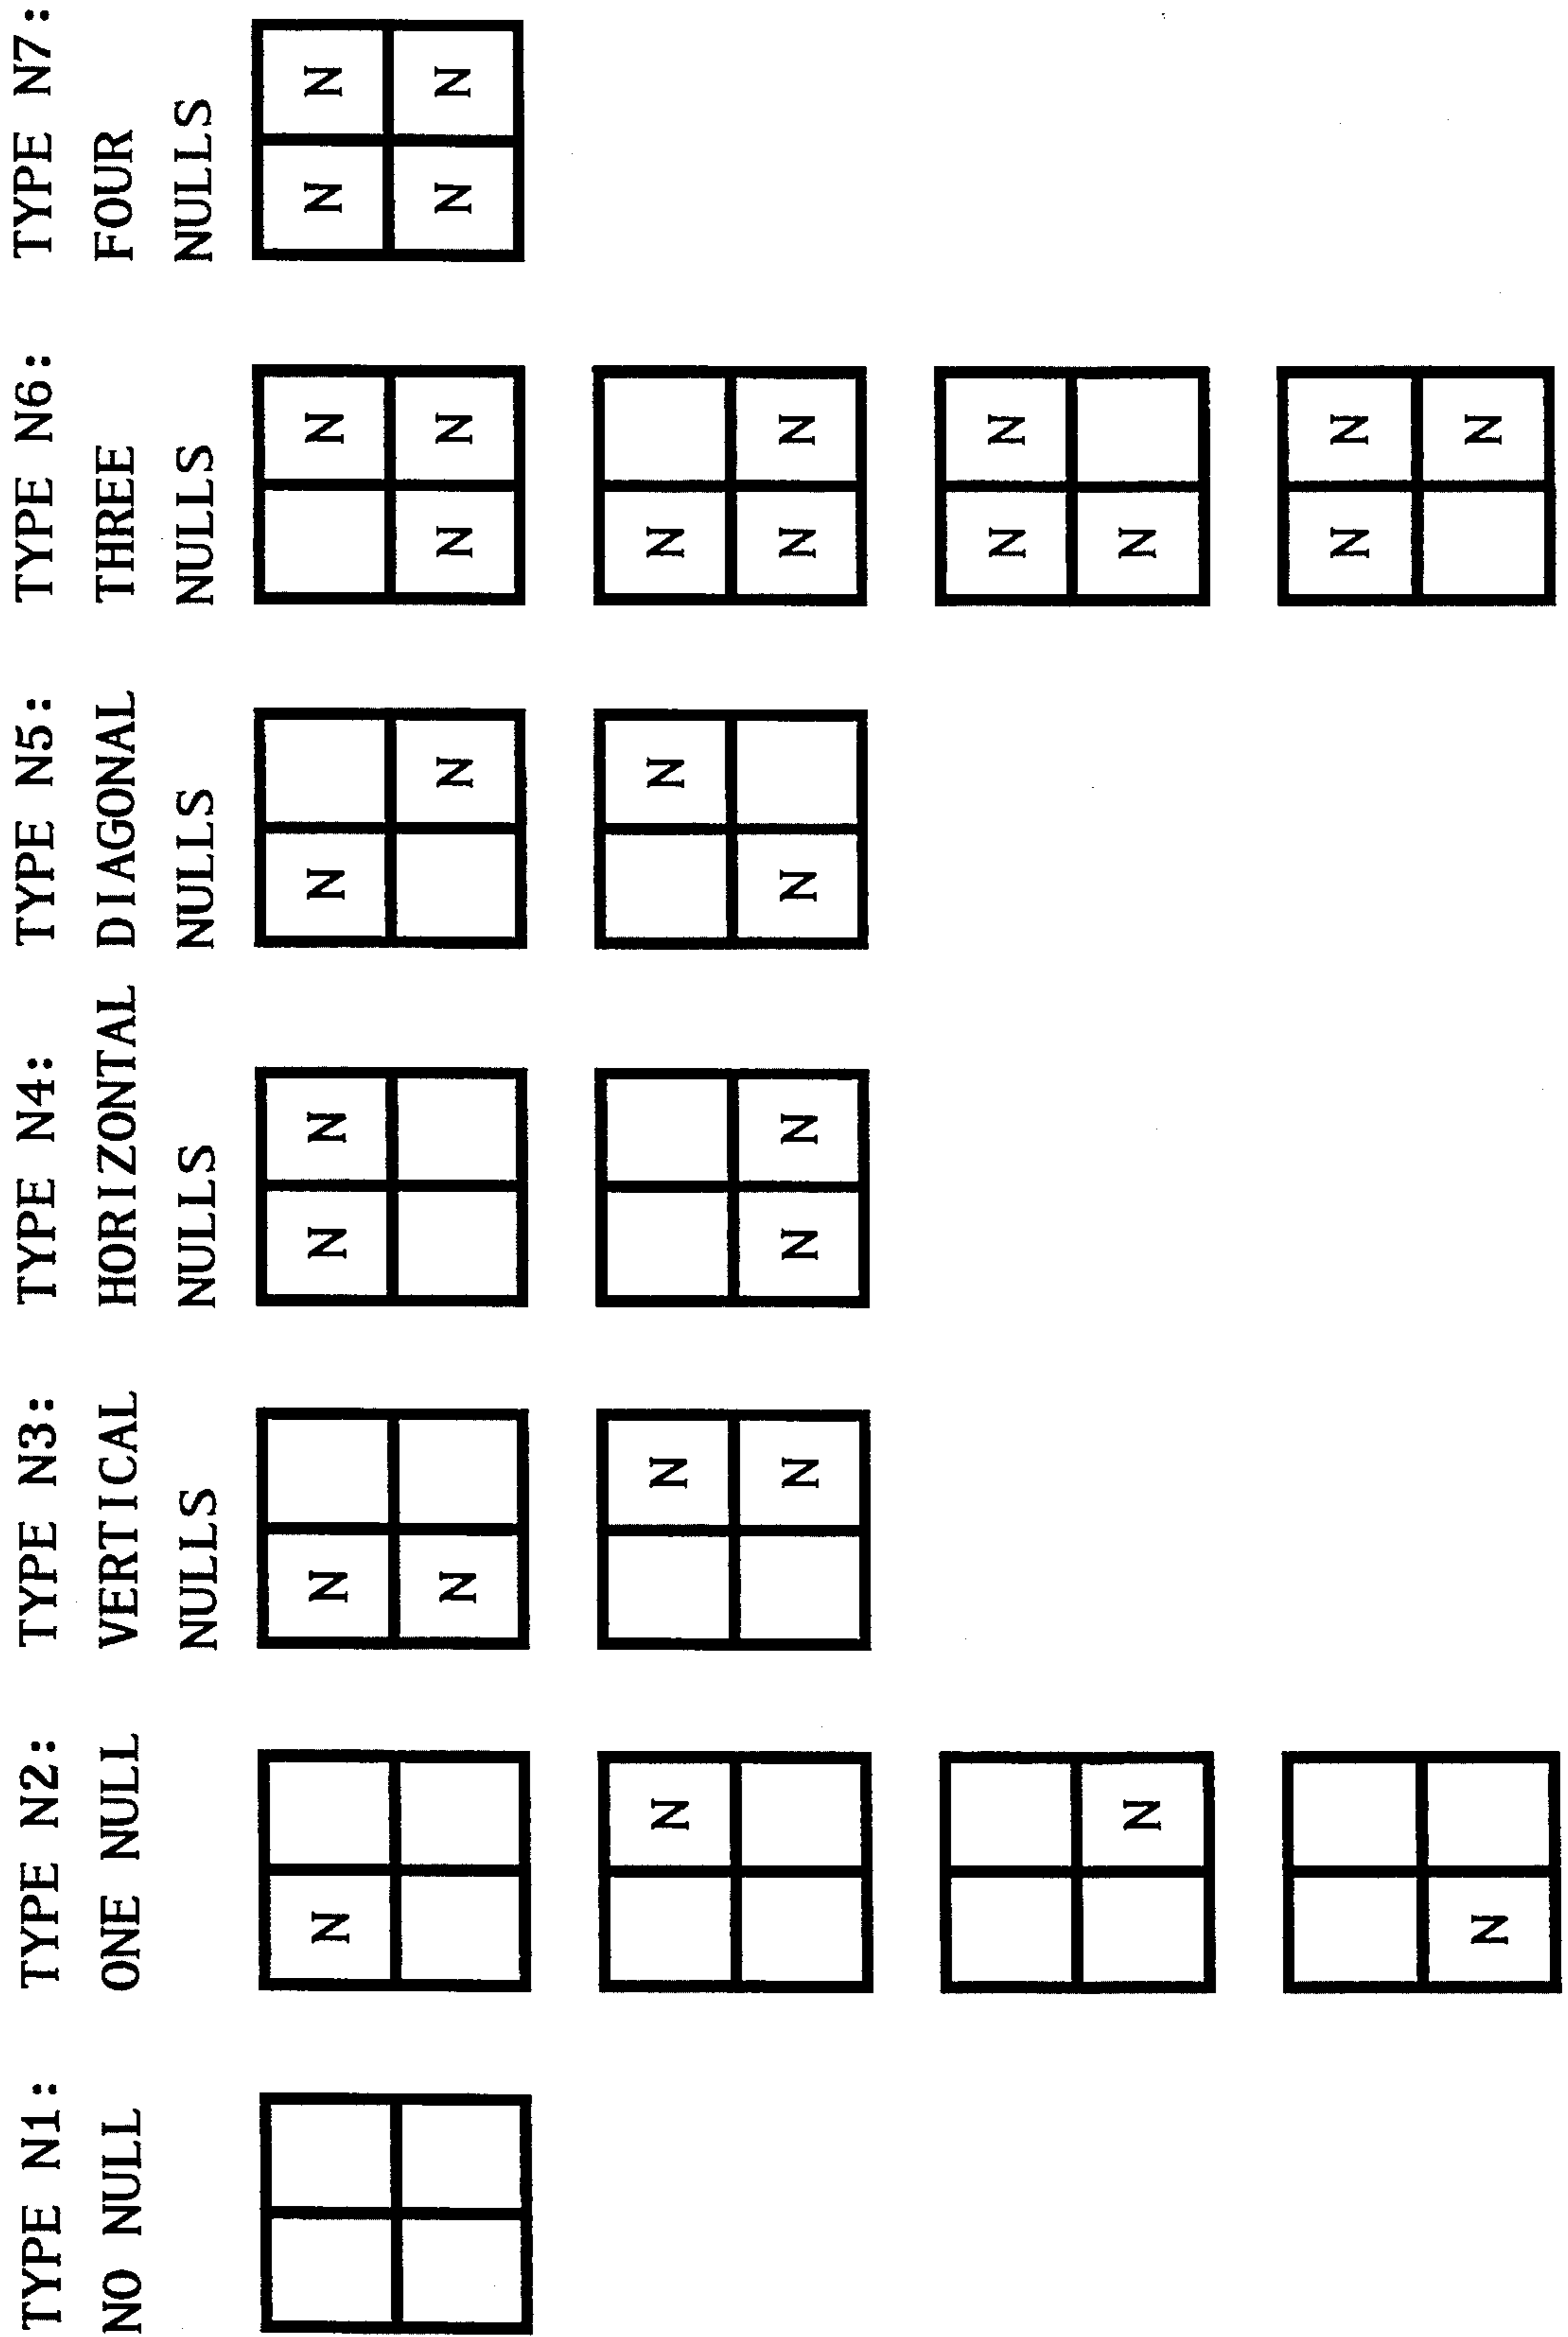 TYPE N1:
NO NULL
TYPE N2:
ONE NULL
N
N
N
N
TYPE N3:
VERTICAL
NULLS
N
N
N
N
TYPE N4:
HORIZONTAL
NULLS
N N
N N
TYPE N5:
DIAGONAL
NULLS
N
N
N
N
TYPE N6:
THREE
NULLS
N
N N
N
N N
N N
N
N N
N
TYPE N7:
FOUR
NULLS
N N
N N